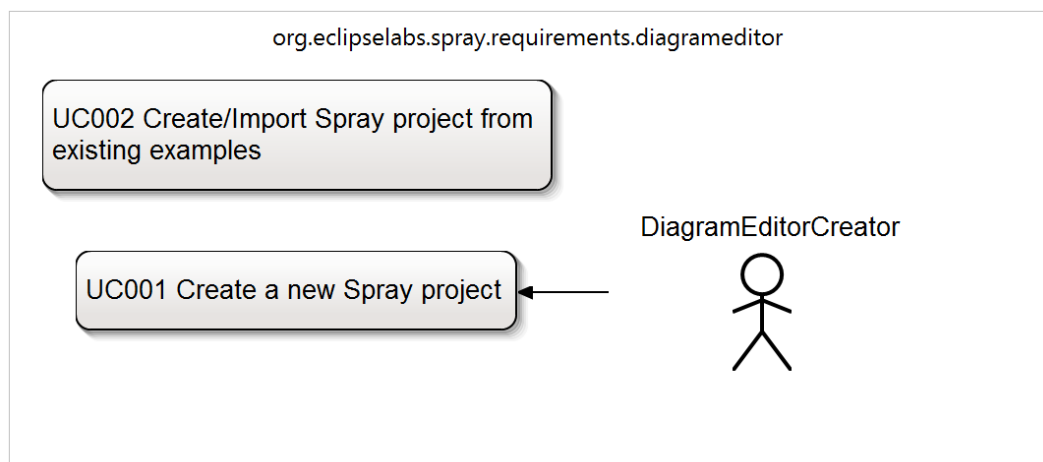 org.eclipselabs.spray.requirements.diagrameditor
UC002 Create/Import Spray project from
existing examples
DiagramEditorCreator
UC001 Create a new Spray project